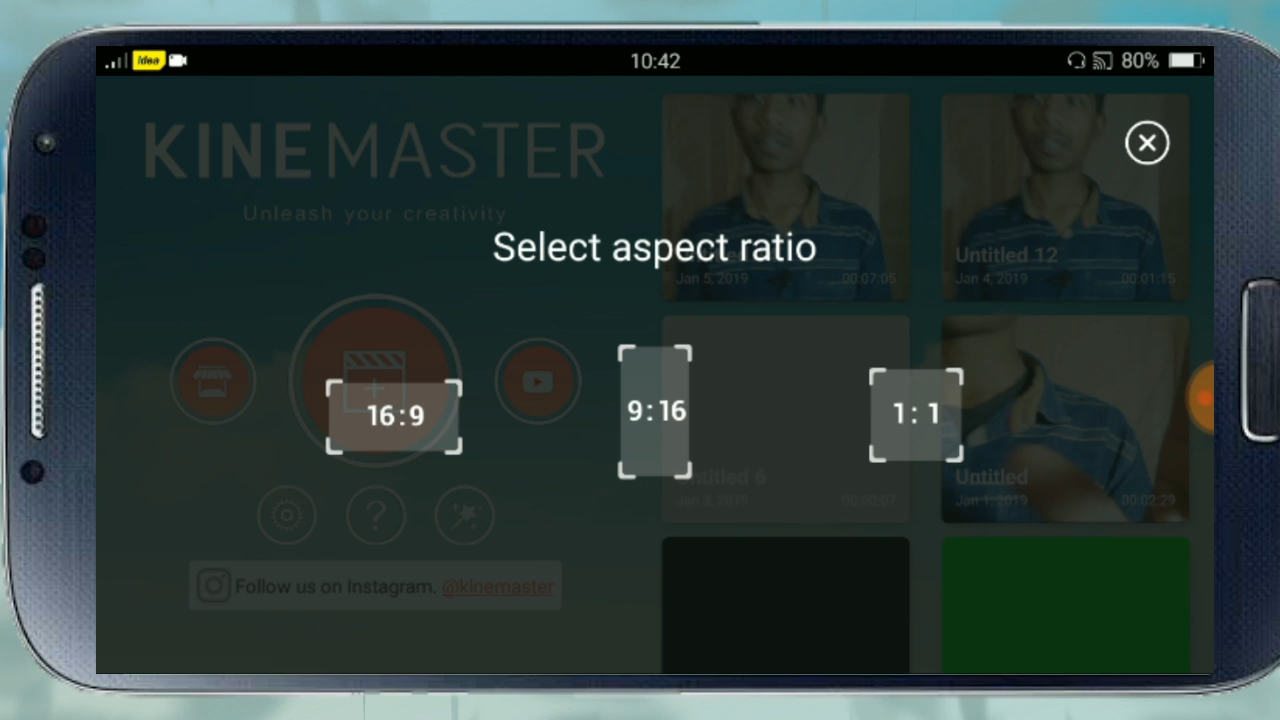 idea
10:42
80%
KINEMASTER
Unleash your creativity
Select aspect ratio
Jan 5, 2019 00:07:05
Untitled 12
Jan 4, 2019 00:01:15
16:9
9:16
1:1
Untitled 6
Jan 3, 2019 00:00:07
Untitled
Jan 1, 2019 00:02:29
?
Follow us on Instagram. @kinemaster